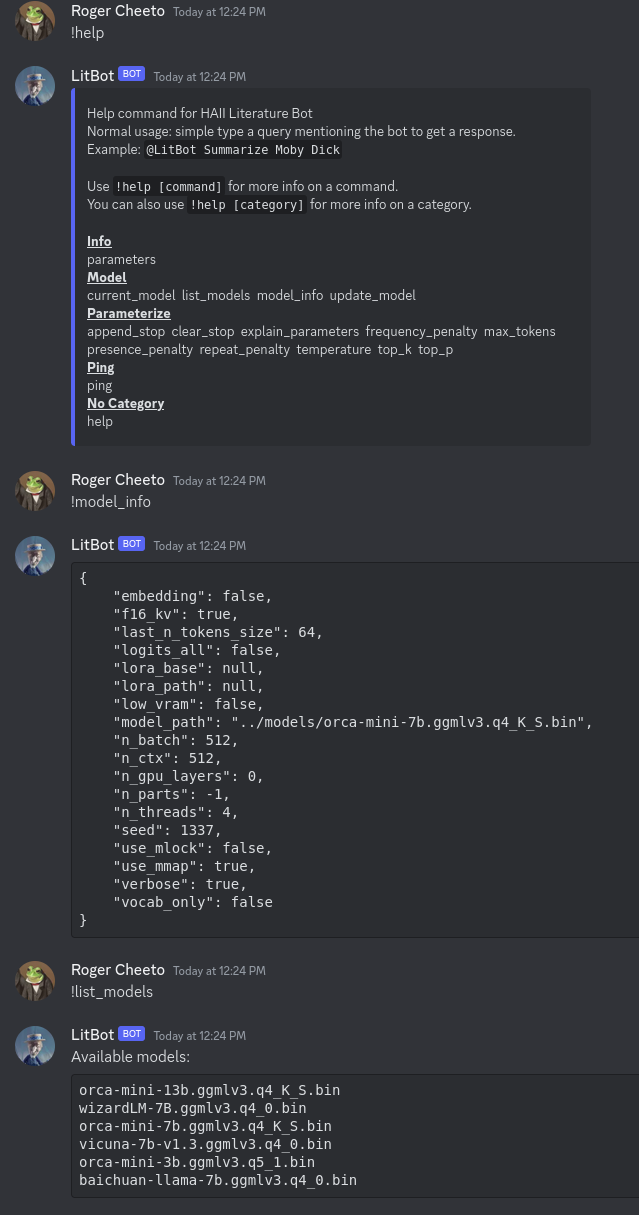 Roger Cheeto Today at 12:24 PM
!help
LitBot BOT Today at 12:24 PM
Help command for HAII Literature Bot
Normal usage: simple type a query mentioning the bot to get a response.
Example: @LitBot Summarize Moby Dick
Use !help [command] for more info on a command.
You can also use !help [category] for more info on a category.
Info
parameters
Model
current_model list_models model_info update_model
Parameterize
append_stop clear_stop explain_parameters frequency_penalty max_tokens
presence_penalty repeat_penalty temperature top_k top_p
Ping
ping
No Category
help
Roger Cheeto Today at 12:24 PM
!model_info
LitBot BOT Today at 12:24 PM
{
    "embedding": false,
    "f16_kv": true,
    "last_n_tokens_size": 64,
    "logits_all": false,
    "lora_base": null,
    "lora_path": null,
    "low_vram": false,
    "model_path": "../models/orca-mini-7b.ggmlv3.q4_K_S.bin",
    "n_batch": 512,
    "n_ctx": 512,
    "n_gpu_layers": 0,
    "n_parts": -1,
    "n_threads": 4,
    "seed": 1337,
    "use_mlock": false,
    "use_mmap": true,
    "verbose": true,
    "vocab_only": false
}
Roger Cheeto Today at 12:24 PM
!list_models
LitBot BOT Today at 12:24 PM
Available models:
orca-mini-13b.ggmlv3.q4_K_S.bin
wizardLM-7B.ggmlv3.q4_0.bin
orca-mini-7b.ggmlv3.q4_K_S.bin
vicuna-7b-v1.3.ggmlv3.q4_0.bin
orca-mini-3b.ggmlv3.q5_1.bin
baichuan-llama-7b.ggmlv3.q4_0.bin